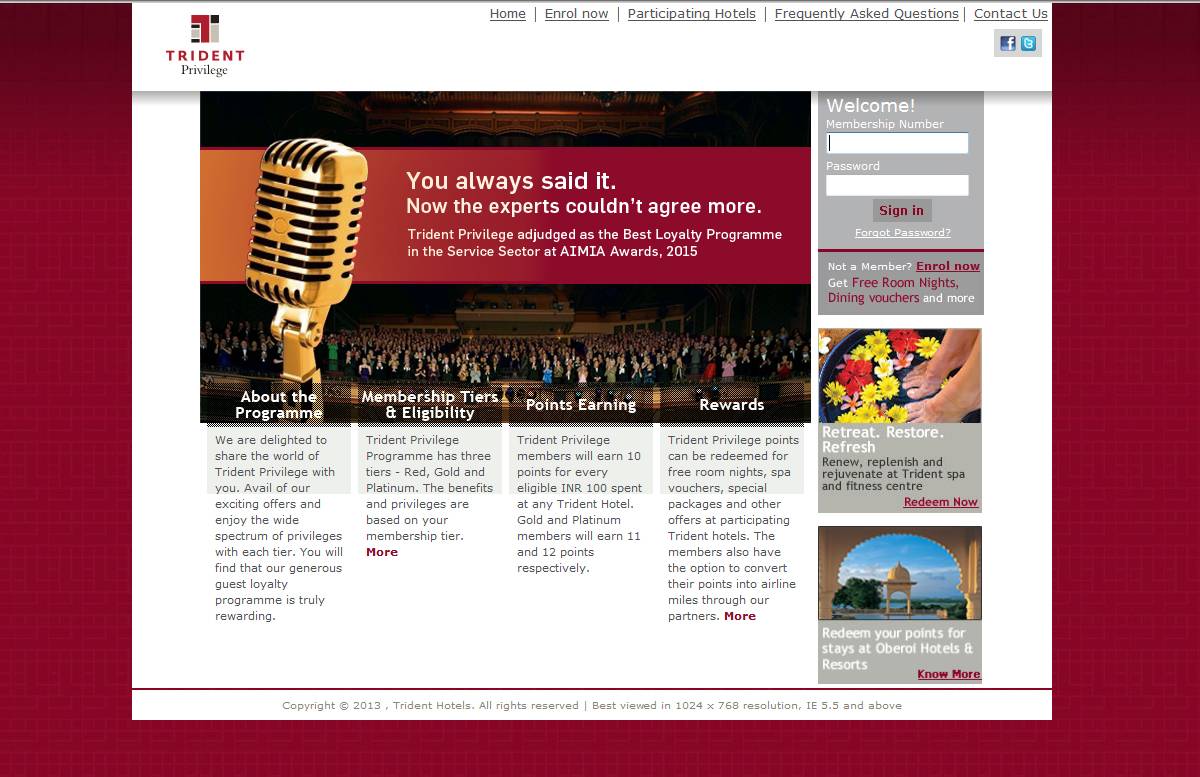 Home | Enrol now | Participating Hotels | Frequently Asked Questions | Contact Us
TRIDENT
Privilege
You always said it.
Now the experts couldn't agree more.
Trident Privilege adjudged as the Best Loyalty Programme
in the Service Sector at AIMIA Awards, 2015
Welcome!
Membership Number
Password
Sign in
Forgot Password?
Not a Member? Enrol now
Get Free Room Nights,
Dining vouchers and more
About the
Programme
We are delighted to
share the world of
Trident Privilege with
you. Avail of our
exciting offers and
enjoy the wide
spectrum of privileges
with each tier. You will
find that our generous
guest loyalty
programme is truly
rewarding.
Membership Tiers
& Eligibility
Trident Privilege
Programme has three
tiers - Red, Gold and
Platinum. The benefits
and privileges are
based on your
membership tier.
More
Points Earning
Trident Privilege
members will earn 10
points for every
eligible INR 100 spent
at any Trident Hotel.
Gold and Platinum
members will earn 11
and 12 points
respectively.
Rewards
Trident Privilege points
can be redeemed for
free room nights, spa
vouchers, special
packages and other
offers at participating
Trident hotels. The
members also have
the option to convert
their points into airline
miles through our
partners. More
Retreat. Restore.
Refresh
Renew, replenish and
rejuvenate at Trident spa
and fitness centre
Redeem Now
Redeem your points for
stays at Oberoi Hotels &
Resorts
Know More
Copyright © 2013 , Trident Hotels. All rights reserved | Best viewed in 1024 x 768 resolution, IE 5.5 and above